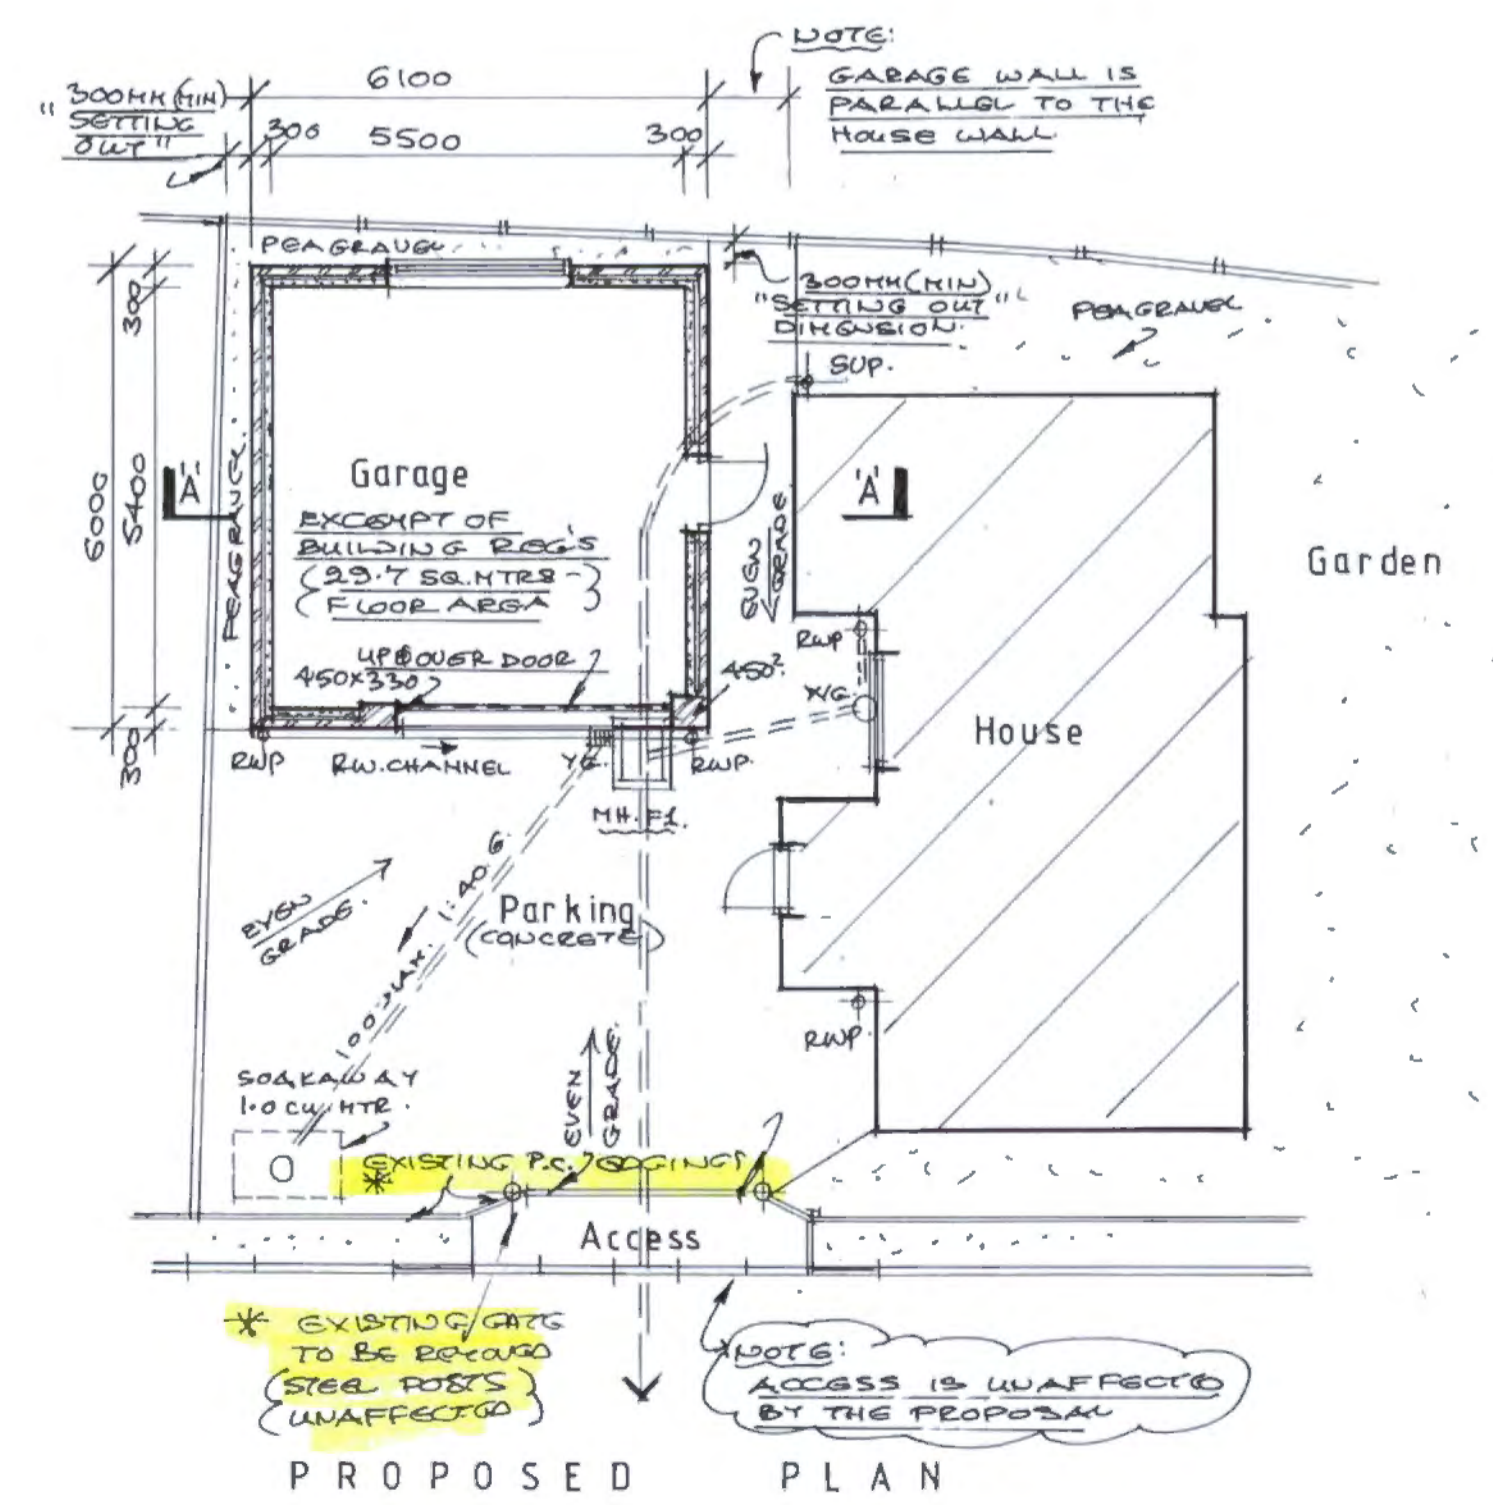 NOTE:
GARAGE WALL IS
PARALLEL TO THE
HOUSE WALL
6100
"300MM (MIN)
SETTING
OUT"
300
5500
300
PEAGRAVEL
300MM (MIN)
"SETTING OUT"
DIMENSION.
PEAGRAVEL
SUP.
300
5400
6000
300
PEAGRAVEL.
'A'
Garage
EXCEMPT OF
BUILDING REG'S
(29.7 SQ.MTRS-)
(FLOOR AREA)
UP & OVER DOOR
450X330
450²
EVEN
GRADE
'A'
Garden
RWP
Y/G.
House
RWP
RW.CHANNEL
YG.
RWP.
MH.F1.
EVEN
GRADE.
1:40 G.
Parking
(CONCRETE)
RWP.
SOAKAWAY
1.0 CU/MTR.
EVEN
GRADE.
* EXISTING P.C. EDGINGS
Access
* EXISTING GATE
TO BE REMOVED
(STEEL POSTS)
(UNAFFECTED)
NOTE:
ACCESS IS UNAFFECTED
BY THE PROPOSAL
PROPOSED PLAN